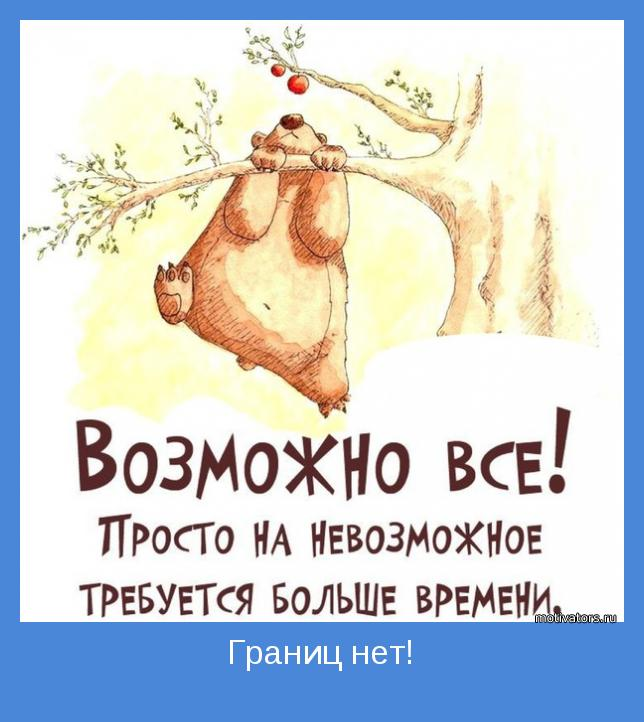 Возможно все!
Просто на невозможное
требуется больше времени.
motivators.ru
Границ нет!